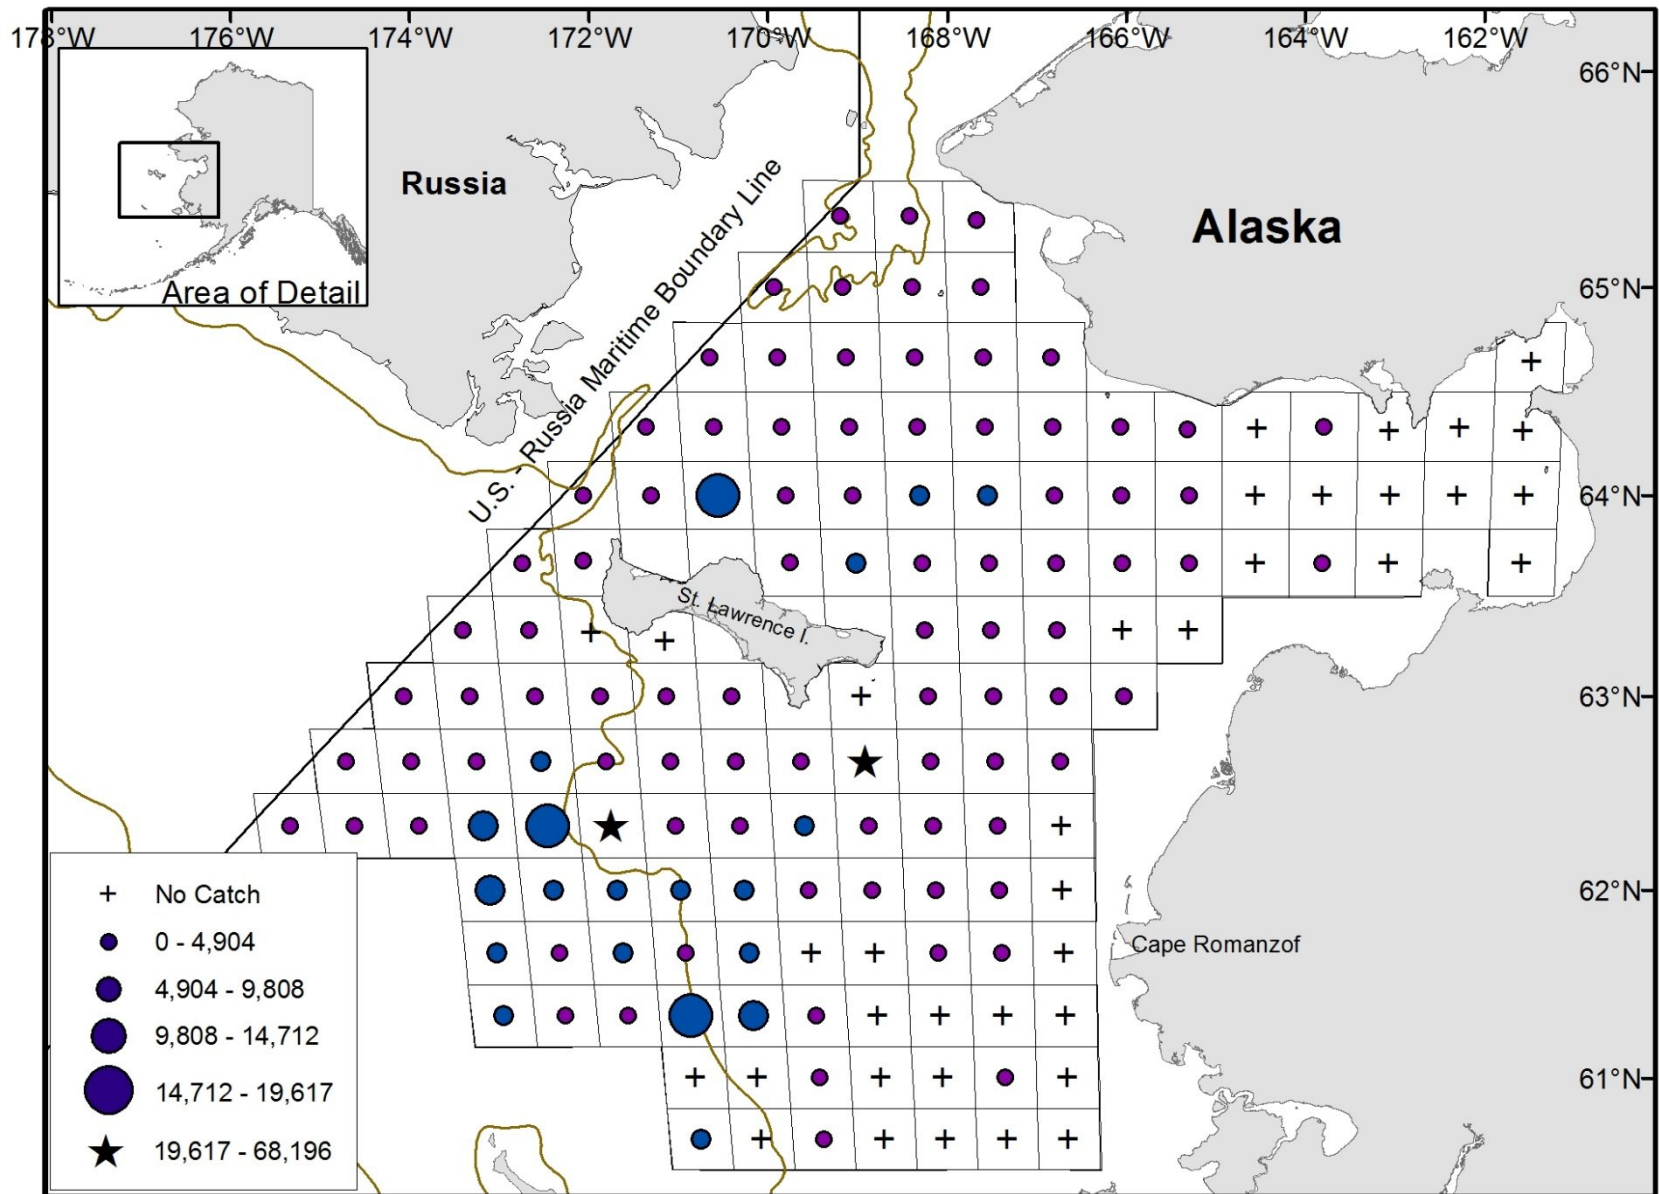 178°W 176°W 174°W 172°W 170°W 168°W 166°W 164°W 162°W
66°N
Russia
Alaska
U.S. - Russia Maritime Boundary Line
Area of Detail
65°N
64°N
St. Lawrence I.
63°N
62°N
Cape Romanzof
61°N
+ No Catch
0 - 4,904
4,904 - 9,808
9,808 - 14,712
14,712 - 19,617
19,617 - 68,196